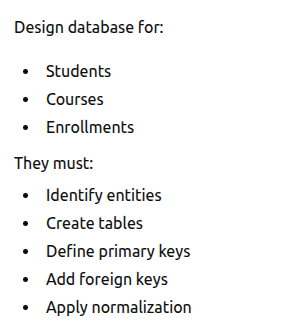 Design database for:
• Students
• Courses
• Enrollments
They must:
• Identify entities
• Create tables
• Define primary keys
• Add foreign keys
• Apply normalization